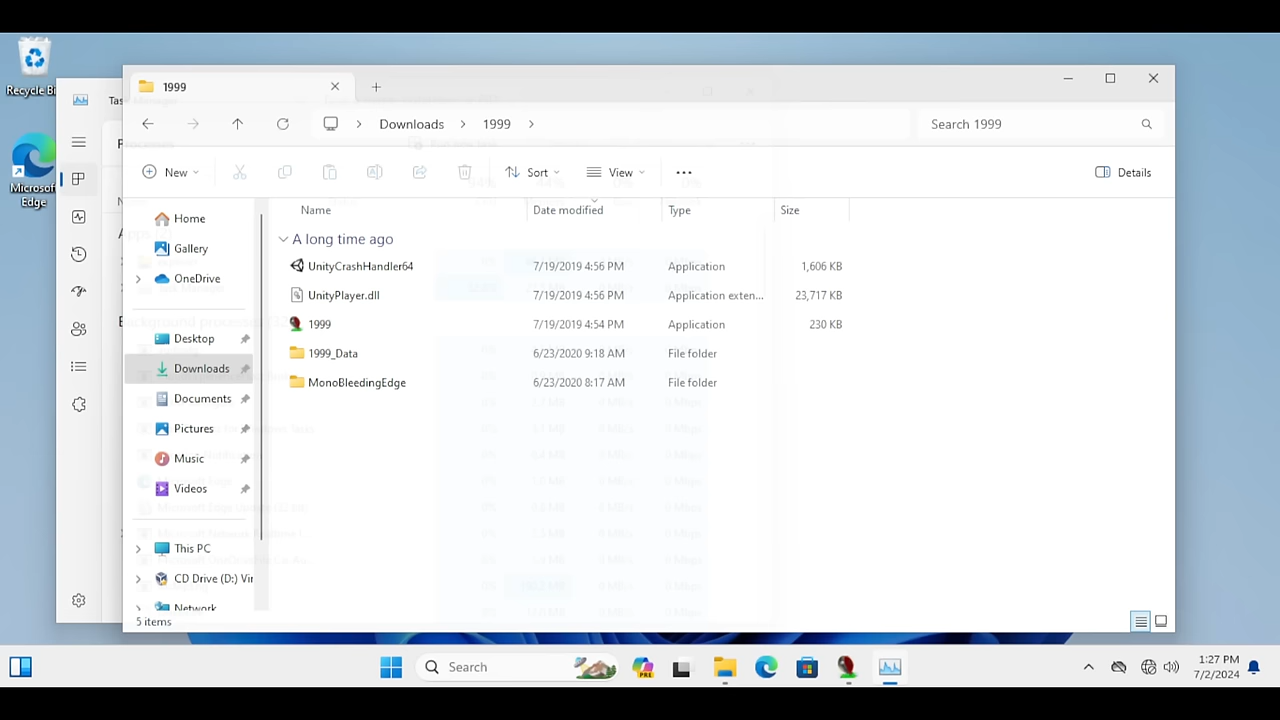 Recycle Bi
Microsoft
Edge
Tas
1999
Downloads
1999
Search 1999
New
Sort
View
Details
Name
Date modified
Type
Size
Home
Gallery
OneDrive
Desktop
Downloads
Documents
Pictures
Music
Videos
This PC
CD Drive (D:) Vir
Network
A long time ago
UnityCrashHandler64 7/19/2019 4:56 PM Application 1,606 KB
UnityPlayer.dll 7/19/2019 4:56 PM Application exten... 23,717 KB
1999 7/19/2019 4:54 PM Application 230 KB
1999_Data 6/23/2020 9:18 AM File folder
MonoBleedingEdge 6/23/2020 8:17 AM File folder
5 items
Search
PRE
1:27 PM
7/2/2024